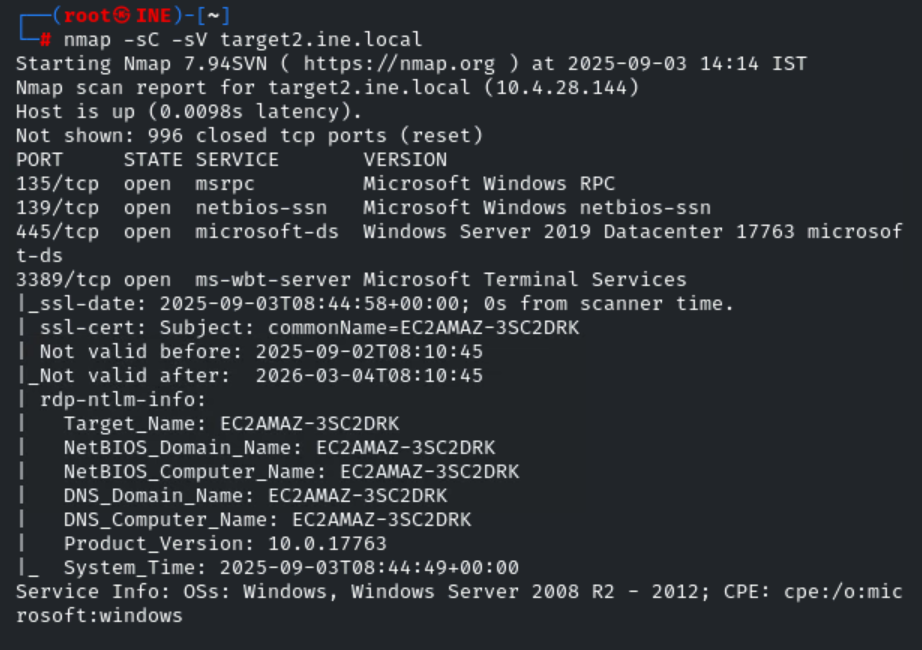 ┌──(root㉿INE)-[~]
└─# nmap -sC -sV target2.ine.local
Starting Nmap 7.94SVN ( https://nmap.org ) at 2025-09-03 14:14 IST
Nmap scan report for target2.ine.local (10.4.28.144)
Host is up (0.0098s latency).
Not shown: 996 closed tcp ports (reset)
PORT     STATE SERVICE       VERSION
135/tcp  open  msrpc         Microsoft Windows RPC
139/tcp  open  netbios-ssn   Microsoft Windows netbios-ssn
445/tcp  open  microsoft-ds  Windows Server 2019 Datacenter 17763 microsof
t-ds
3389/tcp open  ms-wbt-server Microsoft Terminal Services
|_ssl-date: 2025-09-03T08:44:58+00:00; 0s from scanner time.
| ssl-cert: Subject: commonName=EC2AMAZ-3SC2DRK
| Not valid before: 2025-09-02T08:10:45
|_Not valid after:  2026-03-04T08:10:45
| rdp-ntlm-info:
|   Target_Name: EC2AMAZ-3SC2DRK
|   NetBIOS_Domain_Name: EC2AMAZ-3SC2DRK
|   NetBIOS_Computer_Name: EC2AMAZ-3SC2DRK
|   DNS_Domain_Name: EC2AMAZ-3SC2DRK
|   DNS_Computer_Name: EC2AMAZ-3SC2DRK
|   Product_Version: 10.0.17763
|_  System_Time: 2025-09-03T08:44:49+00:00
Service Info: OSs: Windows, Windows Server 2008 R2 - 2012; CPE: cpe:/o:mic
rosoft:windows